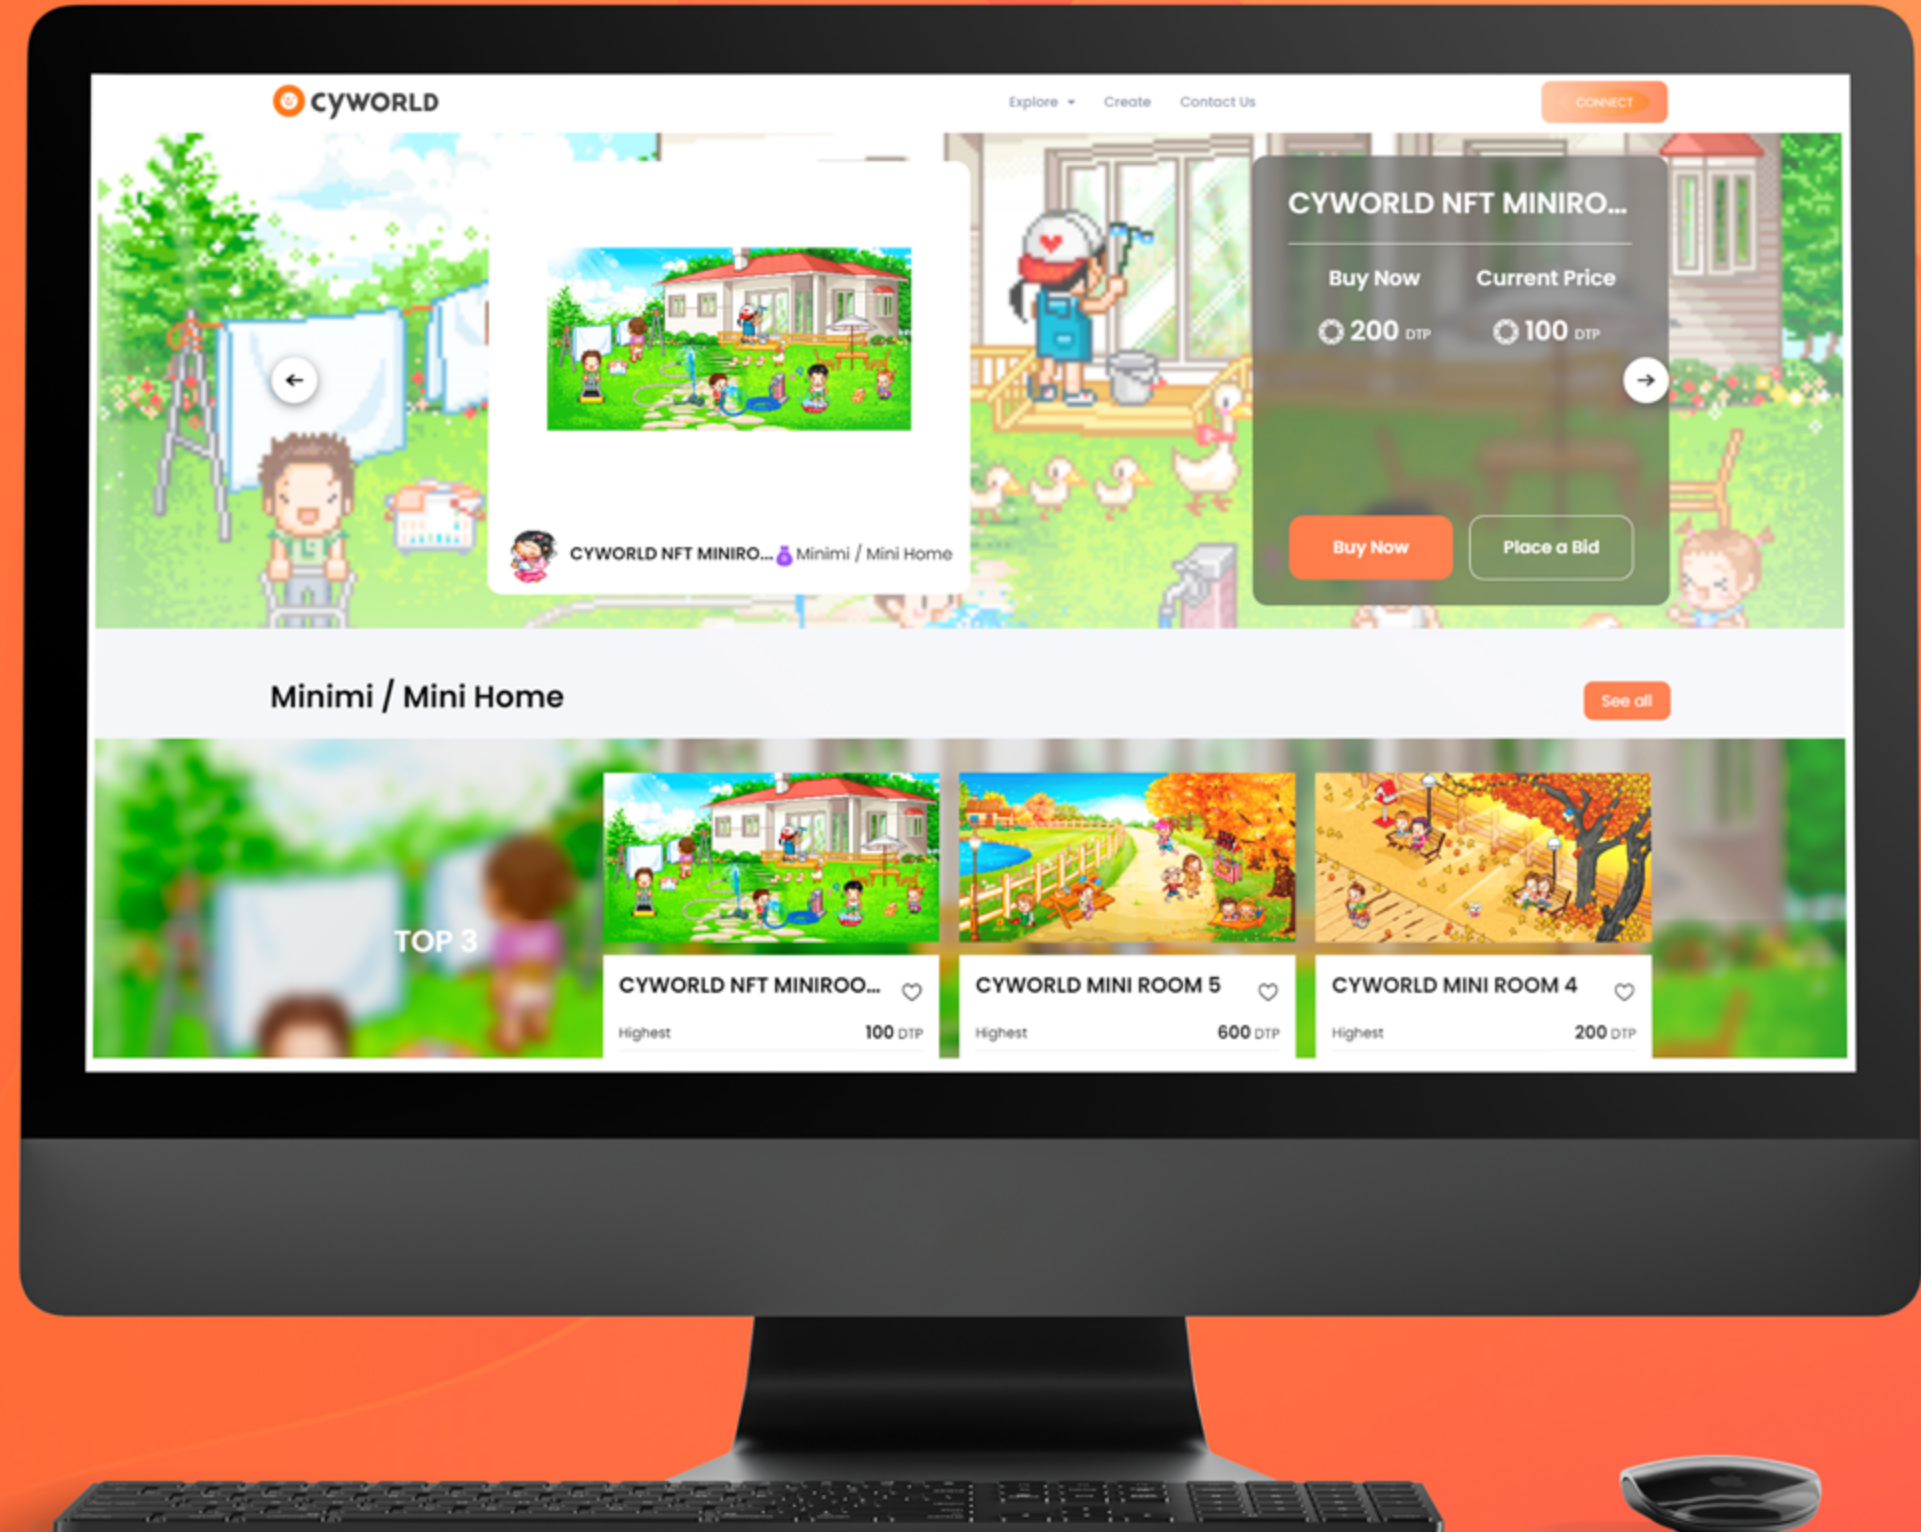 CYWORLD
Explore Create Contact Us
CONNECT
CYWORLD NFT MINIRO...
Buy Now Current Price
200 DTP 100 DTP
Buy Now Place a Bid
CYWORLD NFT MINIRO... Minimi / Mini Home
Minimi / Mini Home
See all
TOP 3
CYWORLD NFT MINIROO...
Highest 100 DTP
CYWORLD MINI ROOM 5
Highest 600 DTP
CYWORLD MINI ROOM 4
Highest 200 DTP